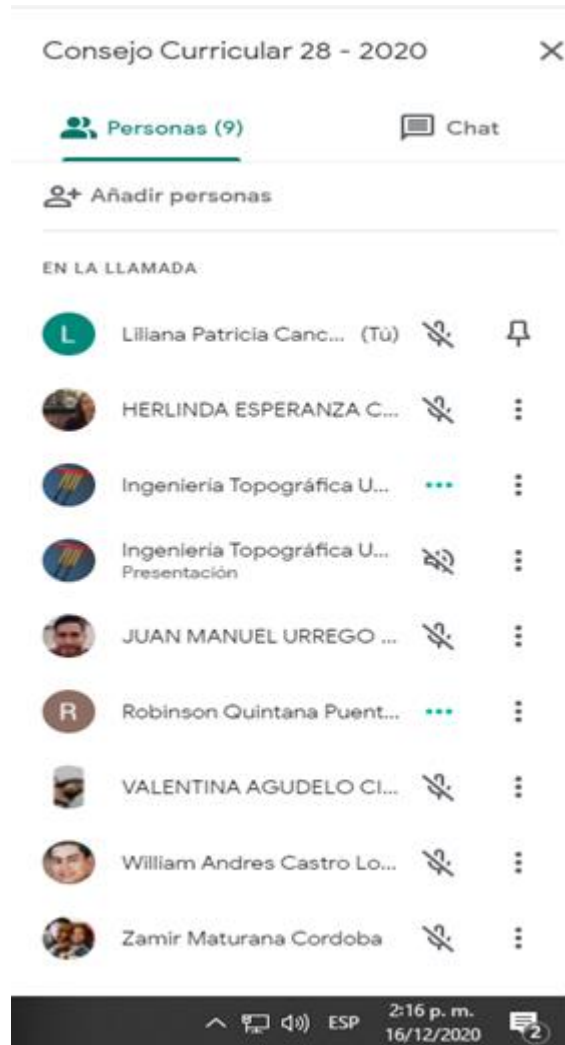 Consejo Curricular 28 - 2020
Personas (9)
Chat
Añadir personas
EN LA LLAMADA
L
Liliana Patricia Canc... (Tú)
HERLINDA ESPERANZA C...
Ingeniería Topográfica U...
Ingeniería Topográfica U...
Presentación
JUAN MANUEL URREGO ...
R
Robinson Quintana Puent...
VALENTINA AGUDELO CI...
William Andres Castro Lo...
Zamir Maturana Cordoba
ESP
2:16 p. m.
16/12/2020
2